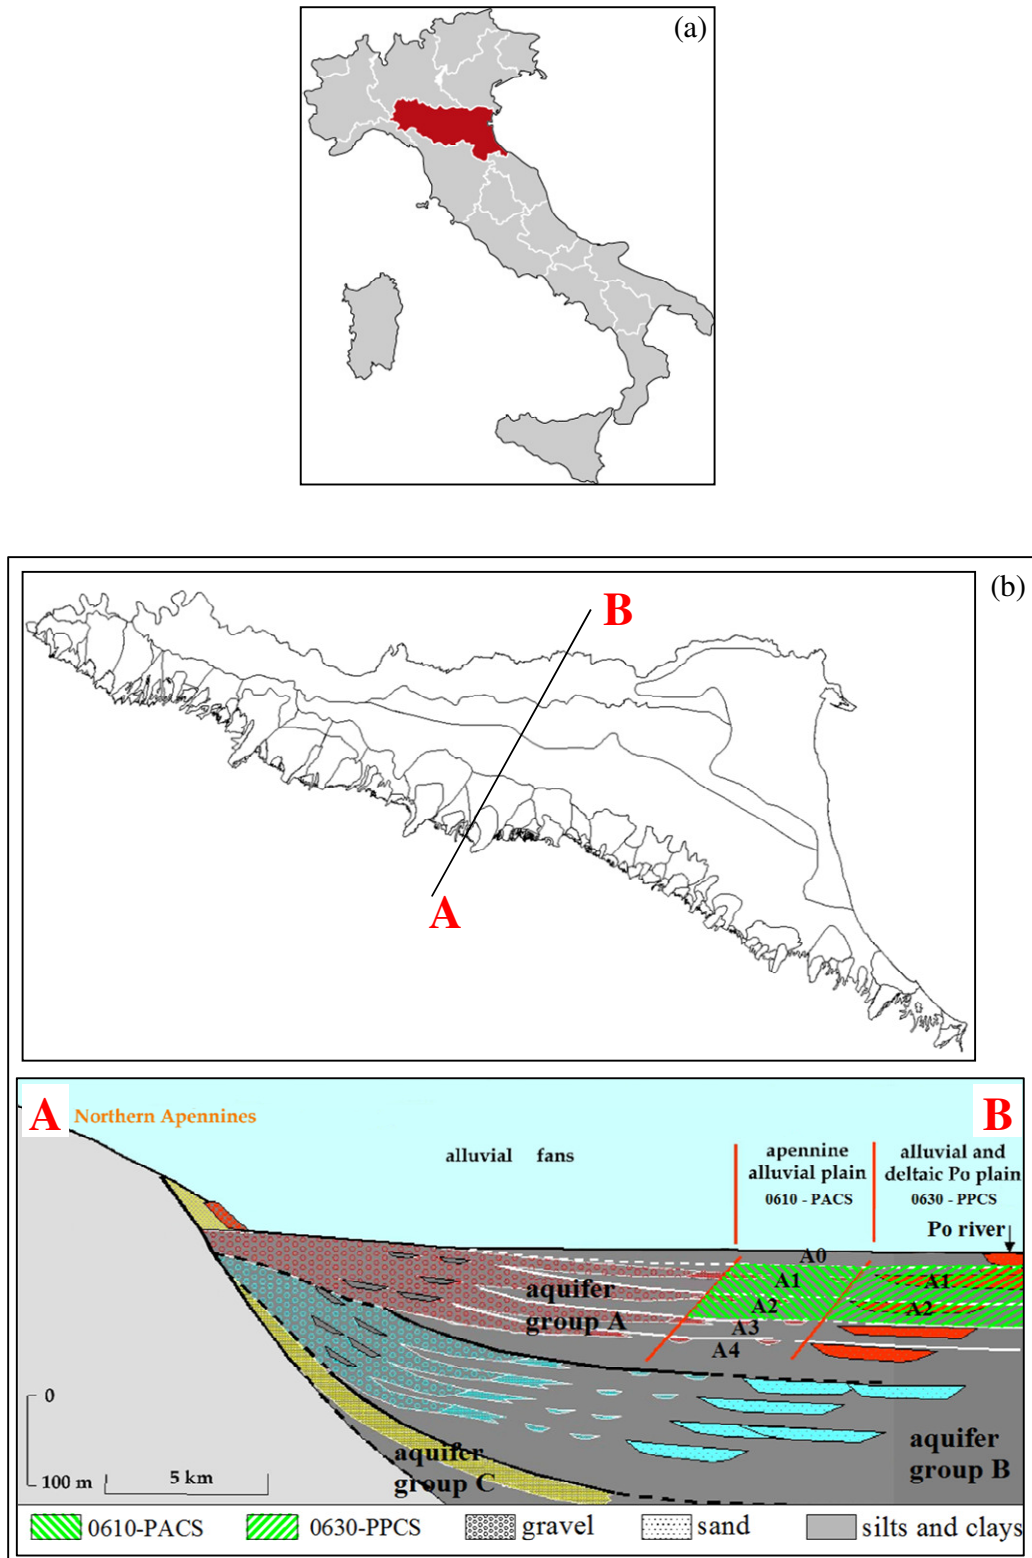 (a)
(b)
B
A
A
Northern Apennines
B
alluvial fans
apennine
alluvial plain
0610 - PACS
alluvial and
deltaic Po plain
0630 - PPCS
Po river
A0
A1
A1
A2
A2
A3
A4
aquifer
group A
aquifer
group B
aquifer
group C
0
100 m
5 km
0610-PACS
0630-PPCS
gravel
sand
silts and clays